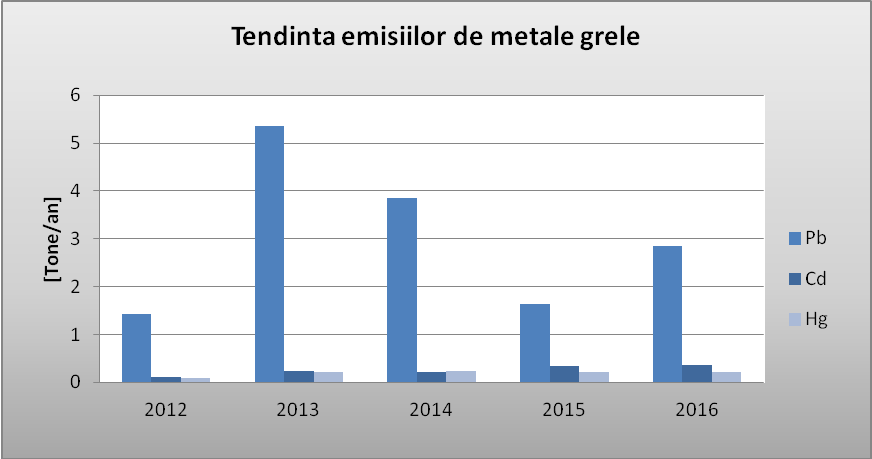 Tendinta emisiilor de metale grele
[Tone/an]
6
5
4
3
2
1
0
2012 2013 2014 2015 2016
Pb
Cd
Hg